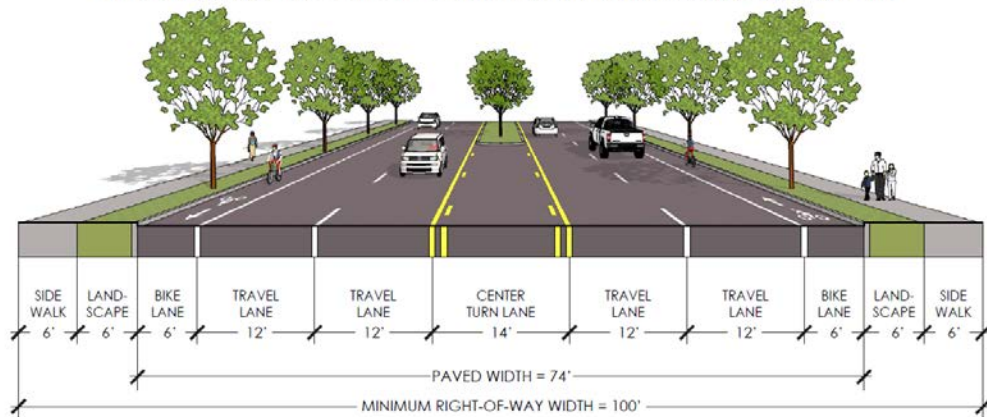 SIDE WALK 6'
LAND-SCAPE 6'
BIKE LANE 6'
TRAVEL LANE 12'
TRAVEL LANE 12'
CENTER TURN LANE 14'
TRAVEL LANE 12'
TRAVEL LANE 12'
BIKE LANE 6'
LAND-SCAPE 6'
SIDE WALK 6'
PAVED WIDTH = 74'
MINIMUM RIGHT-OF-WAY WIDTH = 100'